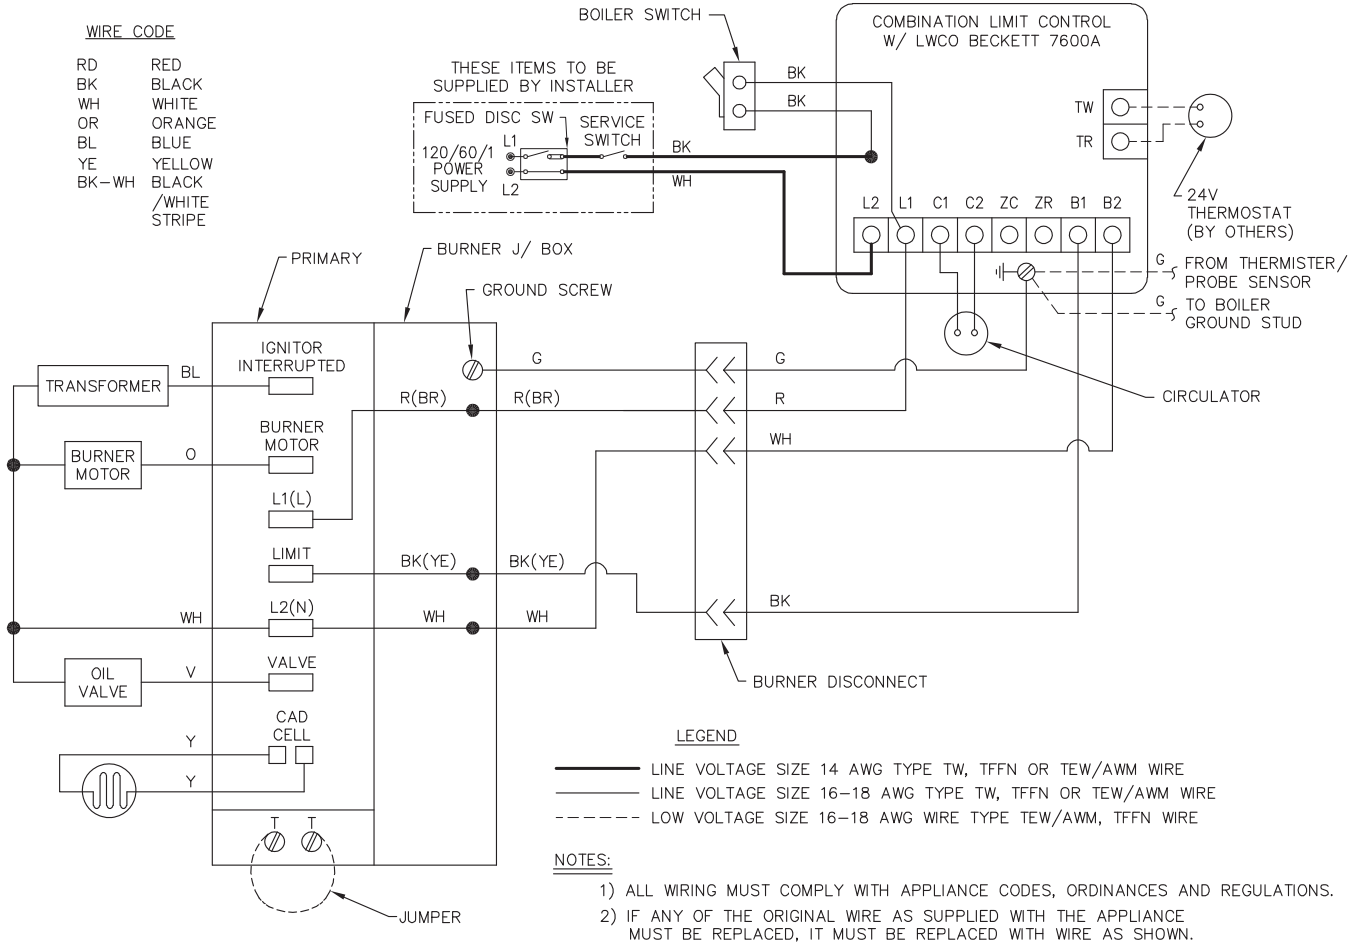 BOILER SWITCH
COMBINATION LIMIT CONTROL
W/ LWCO BECKETT 7600A
WIRE CODE
RD RED
BK BLACK
WH WHITE
OR ORANGE
BL BLUE
YE YELLOW
BK-WH BLACK
/WHITE
STRIPE
THESE ITEMS TO BE
SUPPLIED BY INSTALLER
FUSED DISC SW
SERVICE
SWITCH
L1
120/60/1
POWER
SUPPLY
L2
BK
BK
BK
WH
TW
TR
24V
THERMOSTAT
(BY OTHERS)
L2 L1 C1 C2 ZC ZR B1 B2
G FROM THERMISTER/
PROBE SENSOR
G TO BOILER
GROUND STUD
CIRCULATOR
PRIMARY
BURNER J/ BOX
GROUND SCREW
IGNITOR
INTERRUPTED
TRANSFORMER
BL
G
G
R(BR)
R(BR)
R
BURNER
MOTOR
BURNER
MOTOR
O
WH
L1(L)
LIMIT
BK(YE)
BK(YE)
BK
L2(N)
WH
WH
WH
OIL
VALVE
V
VALVE
BURNER DISCONNECT
CAD
CELL
Y
Y
T T
JUMPER
LEGEND
LINE VOLTAGE SIZE 14 AWG TYPE TW, TFFN OR TEW/AWM WIRE
LINE VOLTAGE SIZE 16-18 AWG TYPE TW, TFFN OR TEW/AWM WIRE
LOW VOLTAGE SIZE 16-18 AWG WIRE TYPE TEW/AWM, TFFN WIRE
NOTES:
1) ALL WIRING MUST COMPLY WITH APPLIANCE CODES, ORDINANCES AND REGULATIONS.
2) IF ANY OF THE ORIGINAL WIRE AS SUPPLIED WITH THE APPLIANCE
MUST BE REPLACED, IT MUST BE REPLACED WITH WIRE AS SHOWN.